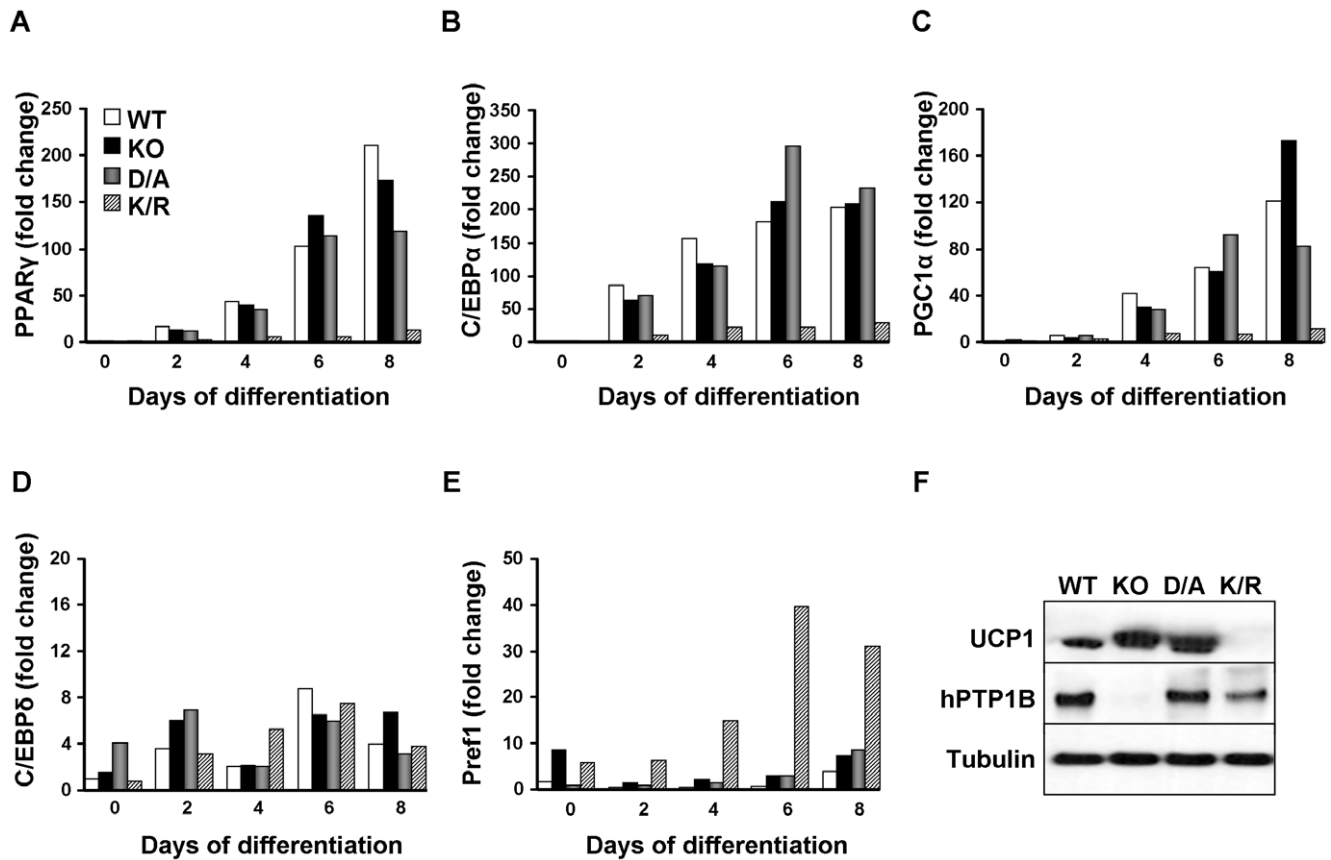 A
PPARγ (fold change)
250
200
150
100
50
0
WT
KO
D/A
K/R
0 2 4 6 8
Days of differentiation
B
C/EBPα (fold change)
350
300
250
200
150
100
50
0
0 2 4 6 8
Days of differentiation
C
PGC1α (fold change)
200
160
120
80
40
0
0 2 4 6 8
Days of differentiation
D
C/EBPδ (fold change)
20
16
12
8
4
0
0 2 4 6 8
Days of differentiation
E
Pref1 (fold change)
50
40
30
20
10
0
0 2 4 6 8
Days of differentiation
F
WT KO D/A K/R
UCP1
hPTP1B
Tubulin